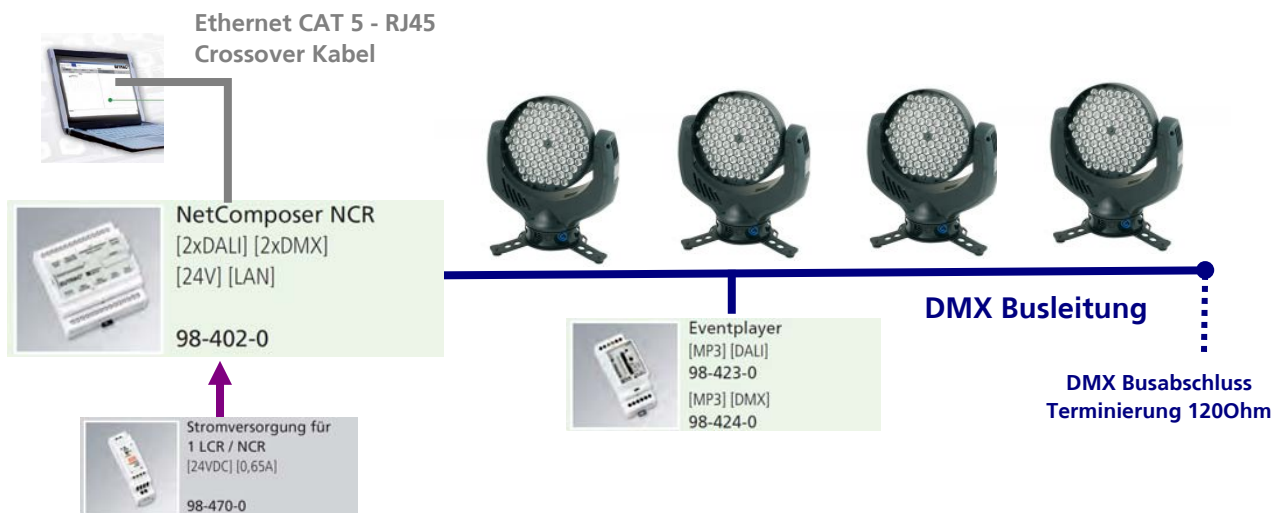 Ethernet CAT 5 - RJ45
Crossover Kabel
NetComposer NCR
[2xDALI] [2xDMX]
[24V] [LAN]
98-402-0
DMX Busleitung
Eventplayer
[MP3] [DALI]
98-423-0
[MP3] [DMX]
98-424-0
DMX Busabschluss
Terminierung 120Ohm
Stromversorgung für
1 LCR / NCR
[24VDC] [0,65A]
98-470-0